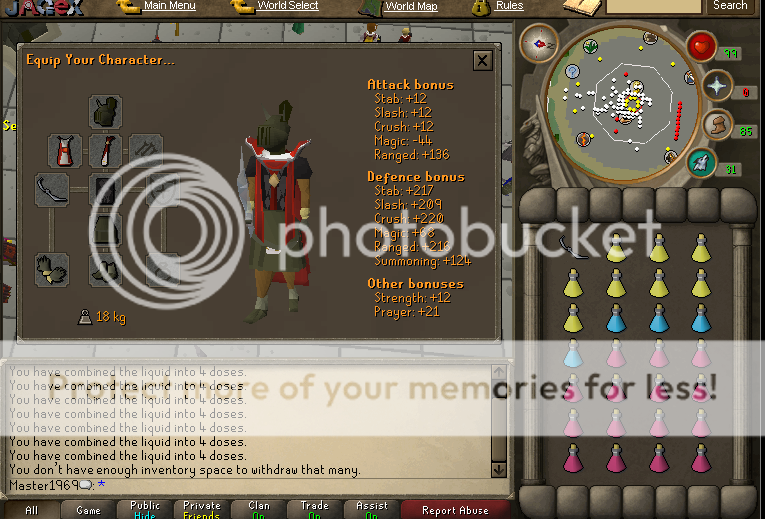 JAGEX
Main Menu
World Select
World Map
Rules
Search
Equip Your Character...
Attack bonus
Stab: +12
Slash: +12
Crush: +12
Magic: -44
Ranged: +136
Defence bonus
Stab: +217
Slash: +209
Crush: +220
Magic: +68
Ranged: +216
Summoning: +124
Other bonuses
Strength: +12
Prayer: +21
18 kg
Se
99
85
31
photobucket
Protect more of your memories for less!
You have combined the liquid into 4 doses.
You have combined the liquid into 4 doses.
You have combined the liquid into 4 doses.
You have combined the liquid into 4 doses.
You have combined the liquid into 4 doses.
You have combined the liquid into 4 doses.
You have combined the liquid into 4 doses.
You don't have enough inventory space to withdraw that many.
Master1969: *
All
Game
Public
Hide
Private
Friends
Clan
On
Trade
On
Assist
On
Report Abuse